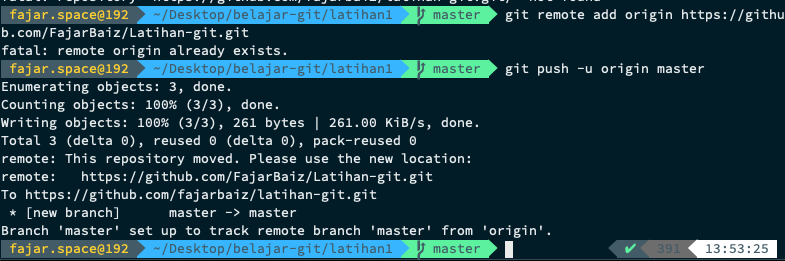 fajar.space@192 ~/Desktop/belajar-git/latihan1 master git remote add origin https://githu
b.com/FajarBaiz/Latihan-git.git
fatal: remote origin already exists.
fajar.space@192 ~/Desktop/belajar-git/latihan1 master git push -u origin master
Enumerating objects: 3, done.
Counting objects: 100% (3/3), done.
Writing objects: 100% (3/3), 261 bytes | 261.00 KiB/s, done.
Total 3 (delta 0), reused 0 (delta 0), pack-reused 0
remote: This repository moved. Please use the new location:
remote:   https://github.com/FajarBaiz/Latihan-git.git
To https://github.com/fajarbaiz/latihan-git.git
 * [new branch]      master -> master
Branch 'master' set up to track remote branch 'master' from 'origin'.
fajar.space@192 ~/Desktop/belajar-git/latihan1 master ✔ 391 13:53:25